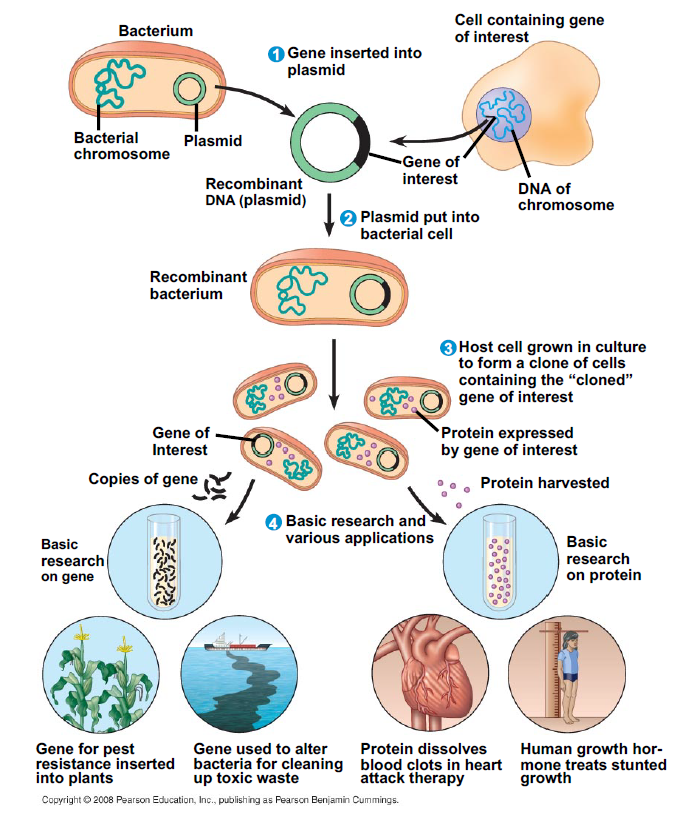 Bacterium
1 Gene inserted into
plasmid
Cell containing gene
of interest
Bacterial
chromosome
Plasmid
Recombinant
DNA (plasmid)
Gene of
interest
DNA of
chromosome
2 Plasmid put into
bacterial cell
Recombinant
bacterium
3 Host cell grown in culture
to form a clone of cells
containing the “cloned”
gene of interest
Gene of
Interest
Protein expressed
by gene of interest
Copies of gene
Protein harvested
4 Basic research and
various applications
Basic
research
on gene
Basic
research
on protein
Gene for pest
resistance inserted
into plants
Gene used to alter
bacteria for cleaning
up toxic waste
Protein dissolves
blood clots in heart
attack therapy
Human growth hor-
mone treats stunted
growth
Copyright © 2008 Pearson Education, Inc., publishing as Pearson Benjamin Cummings.